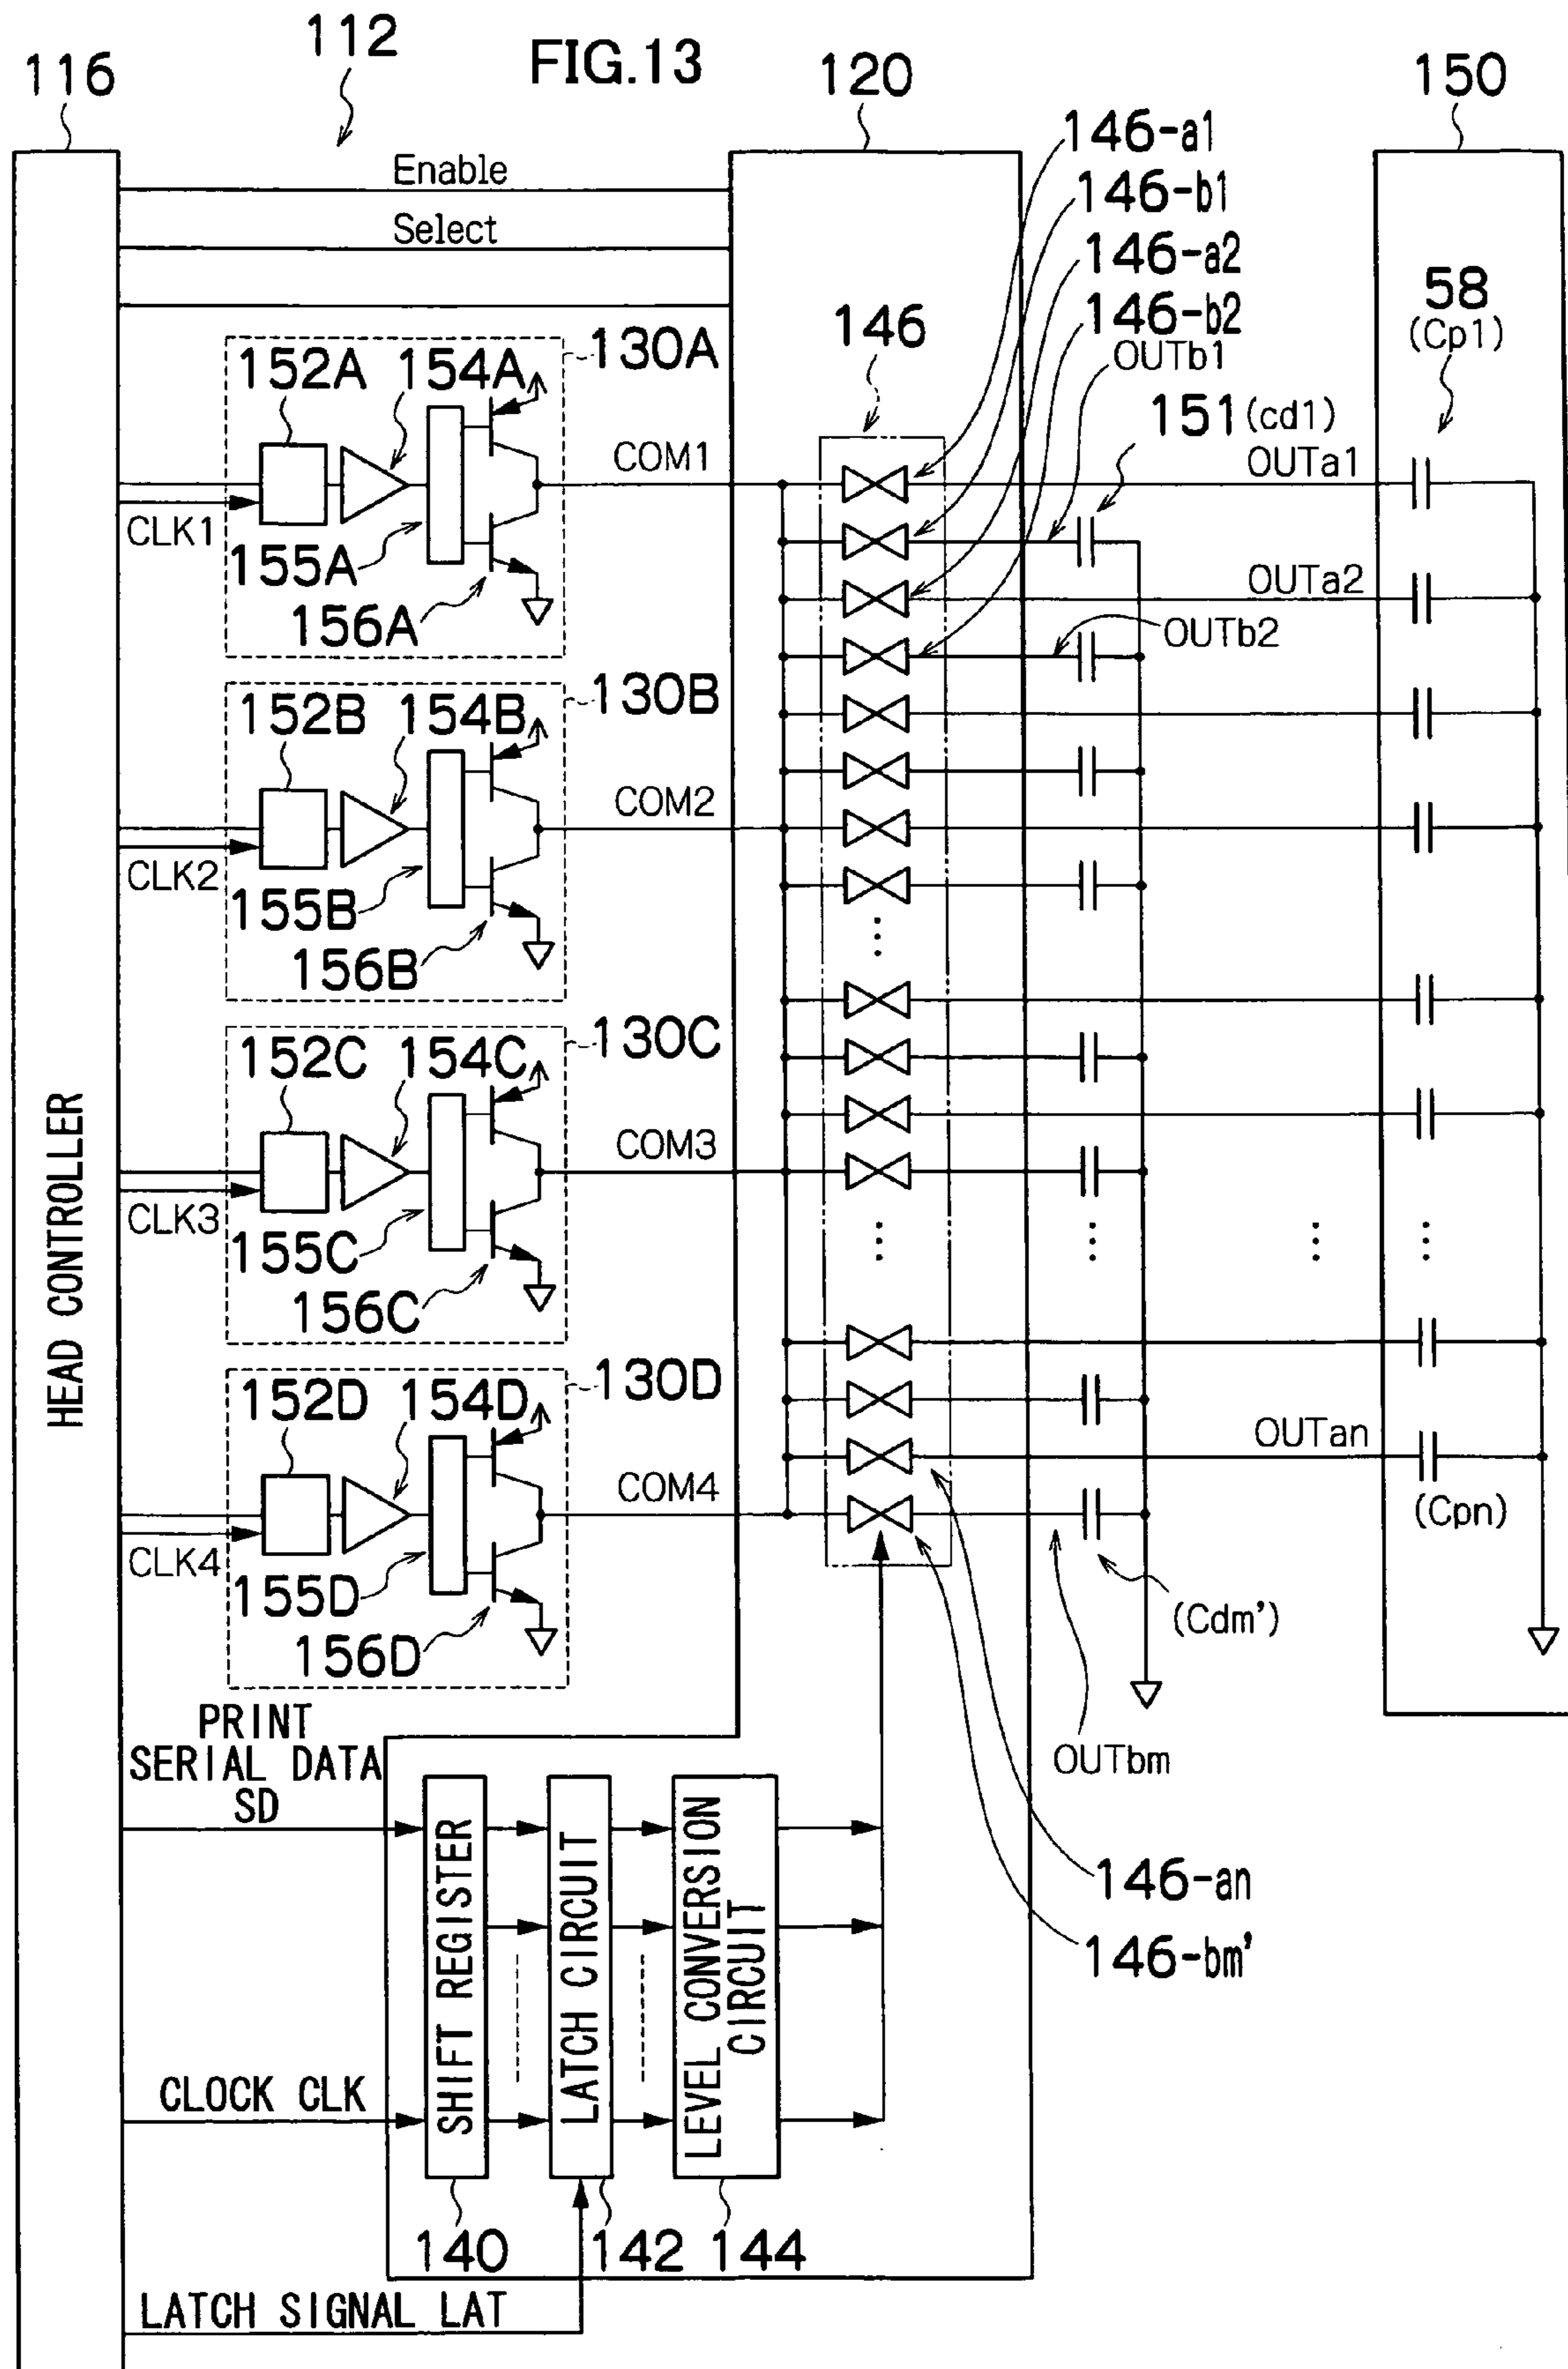 FIG.13
112
116
120
150
Enable
Select
146-a1
146-b1
146-a2
146-b2
OUTb1
58
(Cp1)
146
151 (cd1)
OUTa1
130A
152A
154A
COM1
CLK1
155A
156A
OUTa2
OUTb2
130B
152B
154B
COM2
CLK2
155B
156B
130C
152C
154C
COM3
CLK3
155C
156C
HEAD CONTROLLER
130D
152D
154D
COM4
CLK4
155D
156D
OUTan
(Cpn)
(Cdm')
OUTbm
PRINT
SERIAL DATA
SD
146-an
146-bm'
SHIFT REGISTER
LATCH CIRCUIT
LEVEL CONVERSION
CIRCUIT
CLOCK CLK
140
142
144
LATCH SIGNAL LAT